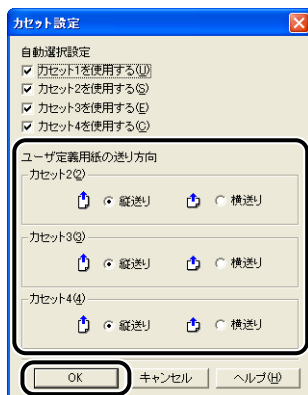 カセット設定
自動選択設定
カセット1を使用する(U)
カセット2を使用する(S)
カセット3を使用する(E)
カセット4を使用する(C)
ユーザ定義用紙の送り方向
カセット2(2)
縦送り 横送り
カセット3(3)
縦送り 横送り
カセット4(4)
縦送り 横送り
OK キャンセル ヘルプ(H)